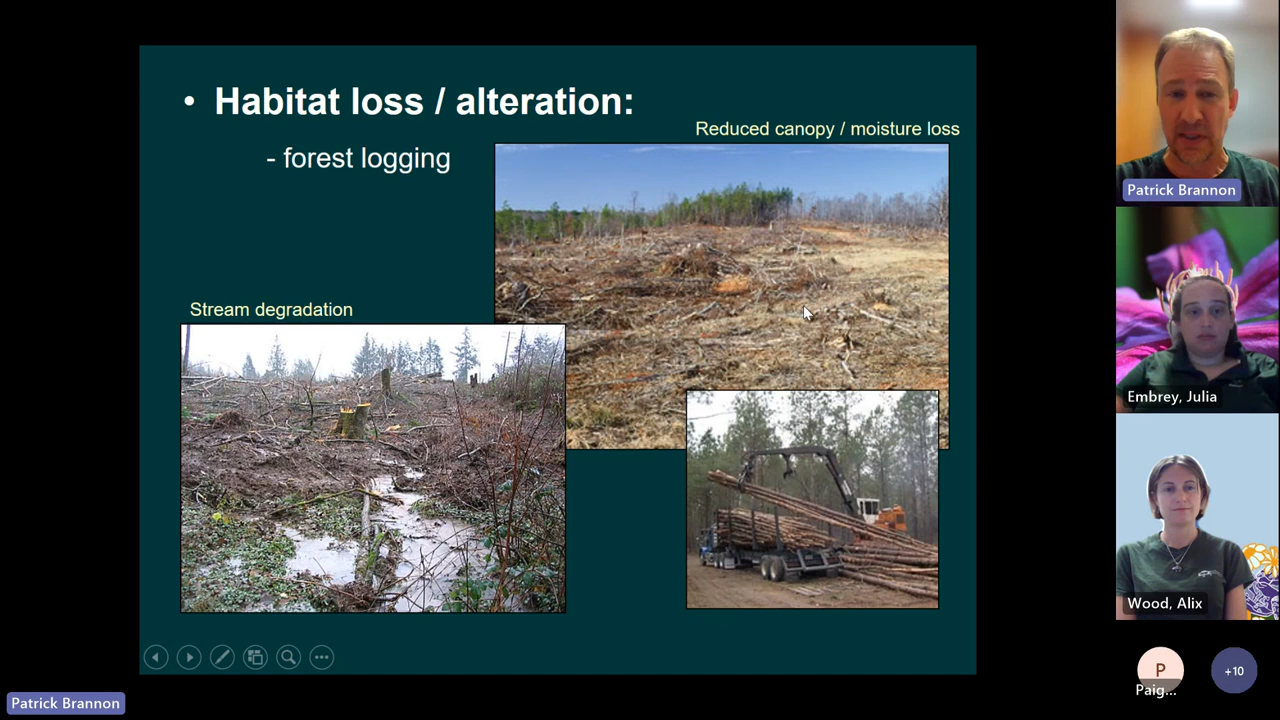 • Habitat loss / alteration:
- forest logging
Reduced canopy / moisture loss
Stream degradation
Patrick Brannon
Embrey, Julia
Wood, Alix
P
Paig...
+10
Patrick Brannon